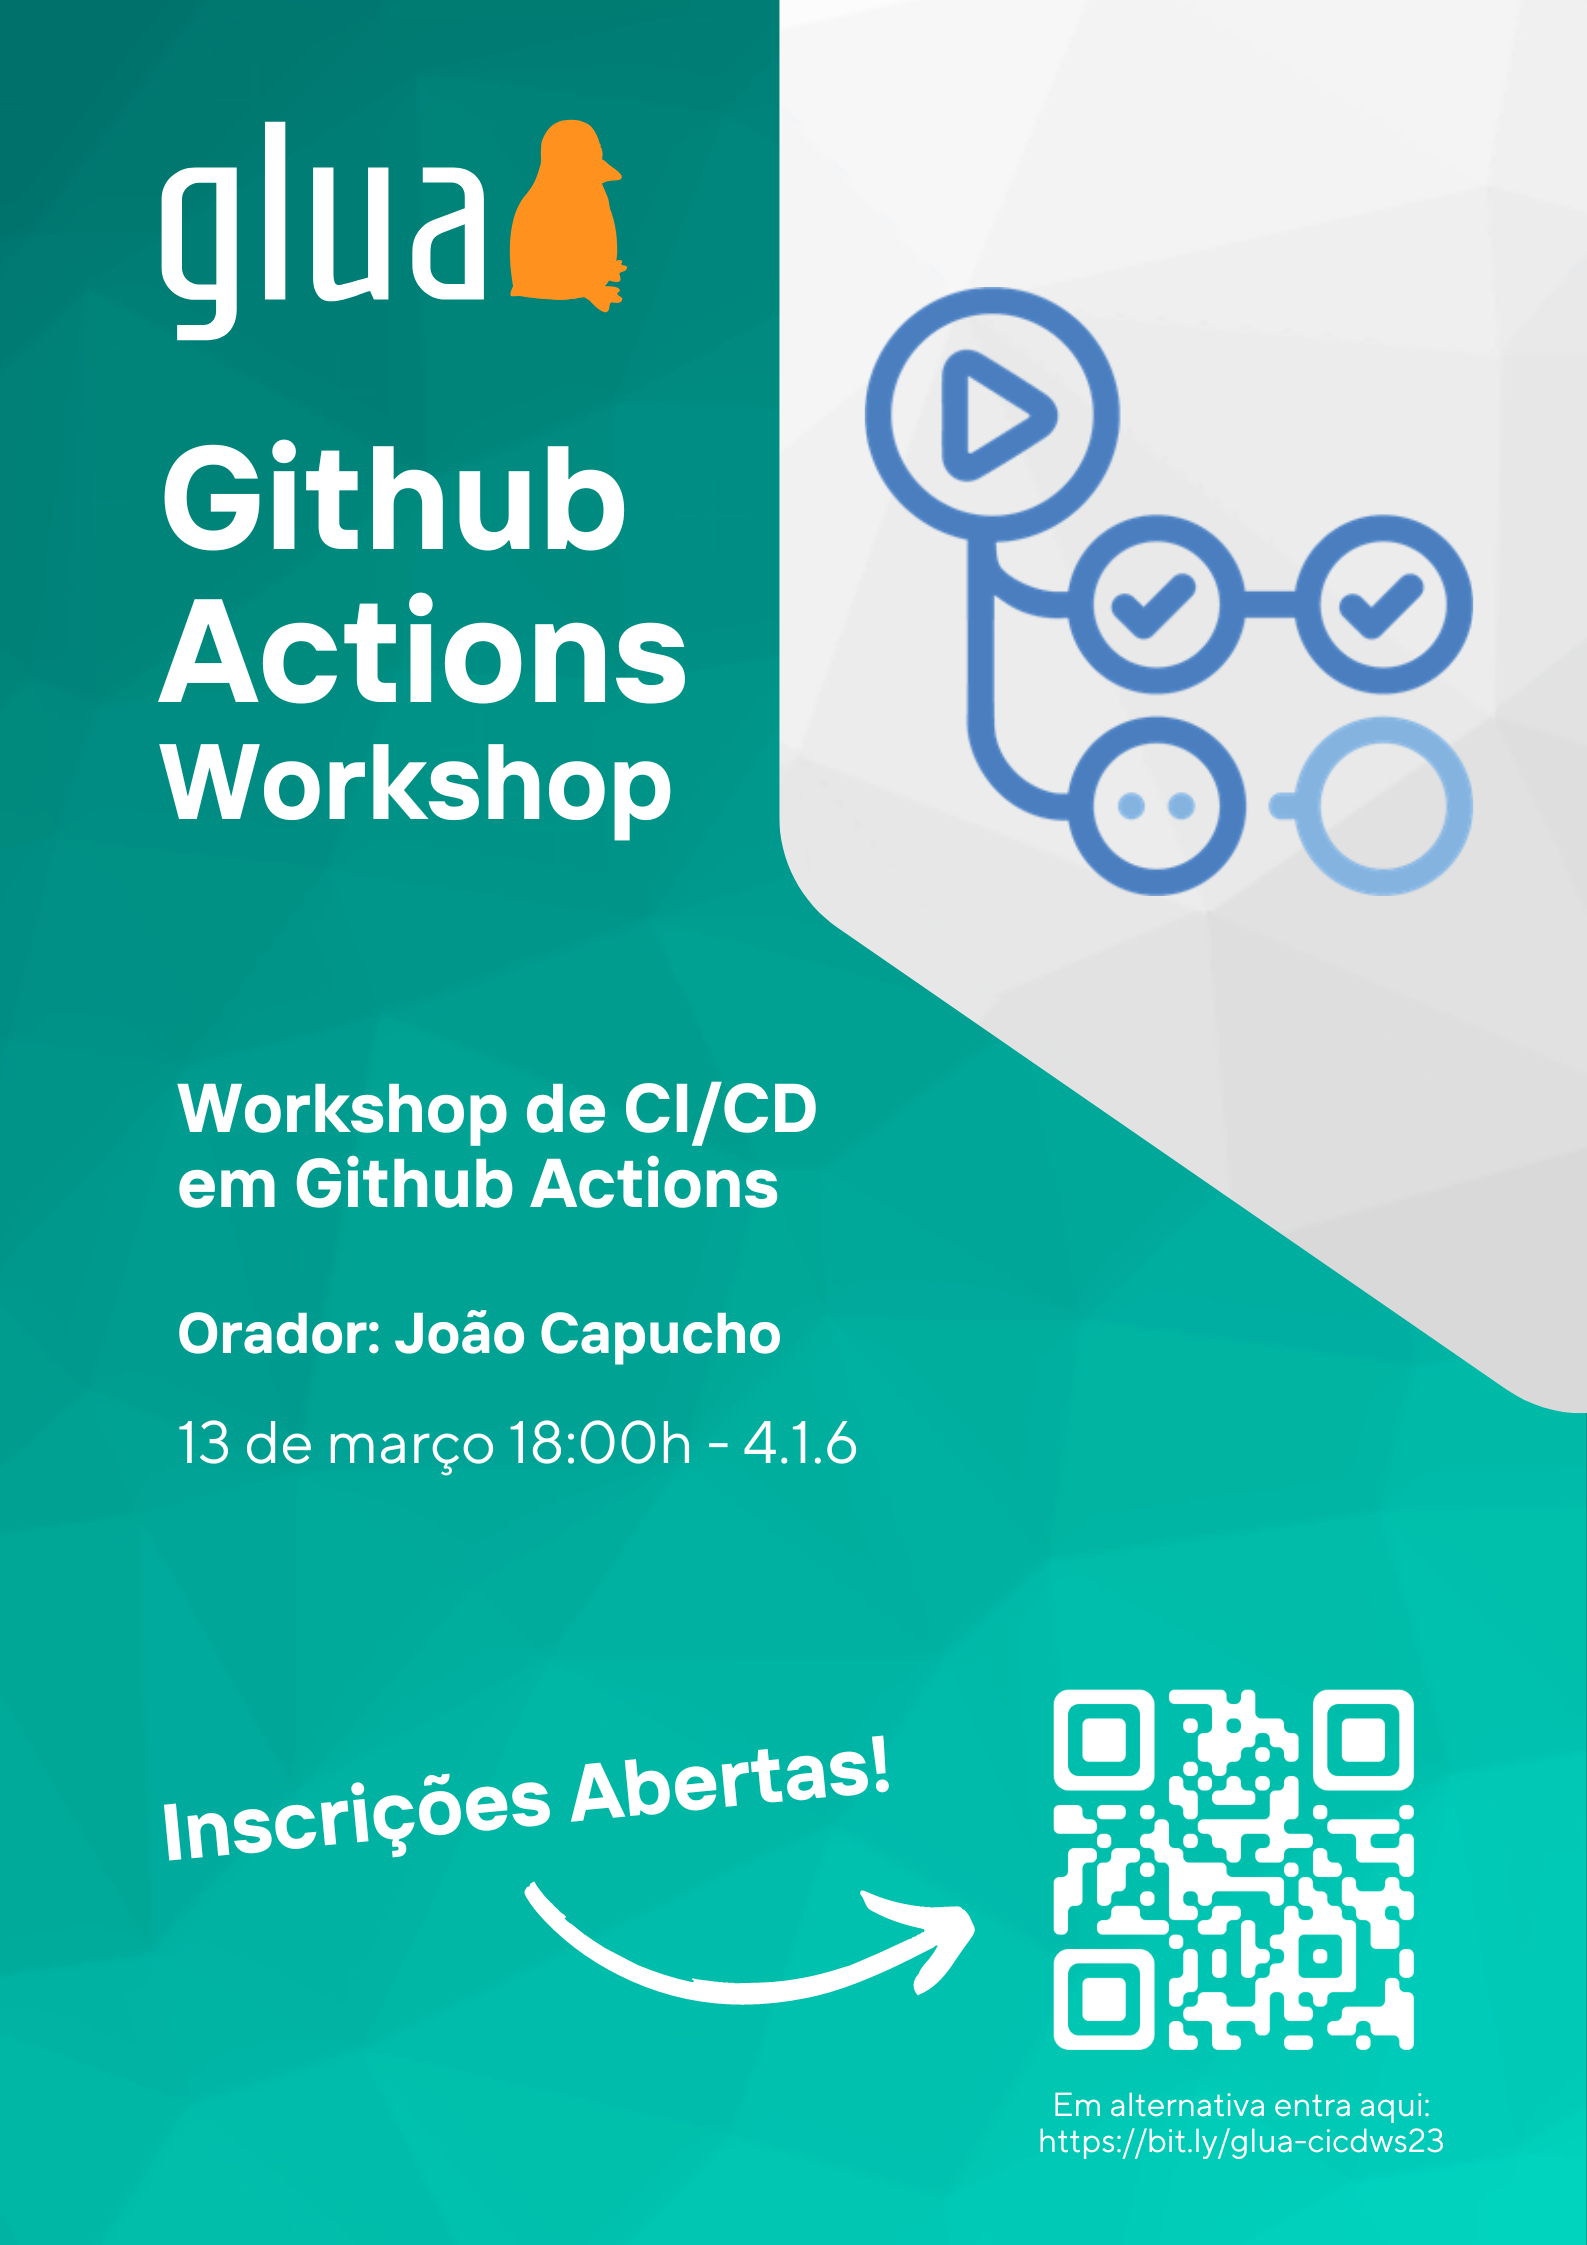 glua
Github
Actions
Workshop
Workshop de CI/CD
em Github Actions
Orador: João Capucho
13 de março 18:00h - 4.1.6
Inscrições Abertas!
Em alternativa entra aqui:
https://bit.ly/glua-cicdws23